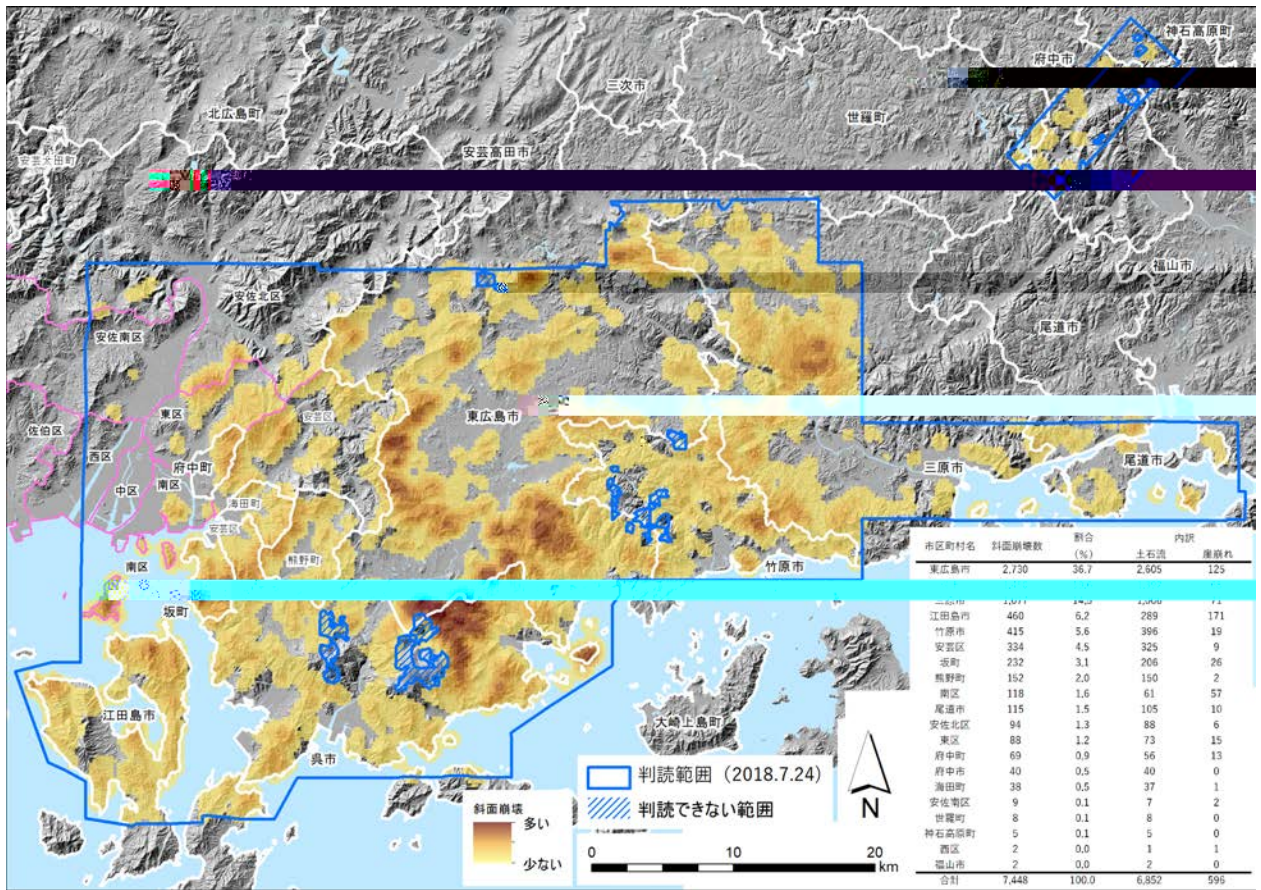 神石高原町
府中市
三次市
世羅町
北広島町
安芸高田市
安芸太田町
福山市
安佐北区
安佐南区
尾道市
東区
安芸区
東広島市
佐伯区
西区
府中町
中区
南区
三原市
尾道市
海田町
安芸区
熊野町
南区
竹原市
坂町
江田島市
大崎上島町
呉市
市区町村名 斜面崩壊数 割合 (%) 内訳
土石流 崖崩れ
東広島市 2,730 36.7 2,605 125
江田島市 460 6.2 289 171
竹原市 415 5.6 396 19
安芸区 334 4.5 325 9
坂町 232 3.1 206 26
熊野町 152 2.0 150 2
南区 118 1.6 61 57
尾道市 115 1.5 105 10
安佐北区 94 1.3 88 6
東区 88 1.2 73 15
府中町 69 0.9 56 13
府中市 40 0.5 40 0
海田町 38 0.5 37 1
安佐南区 9 0.1 7 2
世羅町 8 0.1 8 0
神石高原町 5 0.1 5 0
西区 2 0.0 1 1
福山市 2 0.0 2 0
合計 7,448 100.0 6,852 596
判読範囲（2018.7.24）
判読できない範囲
斜面崩壊
多い
少ない
N
0 10 20
km